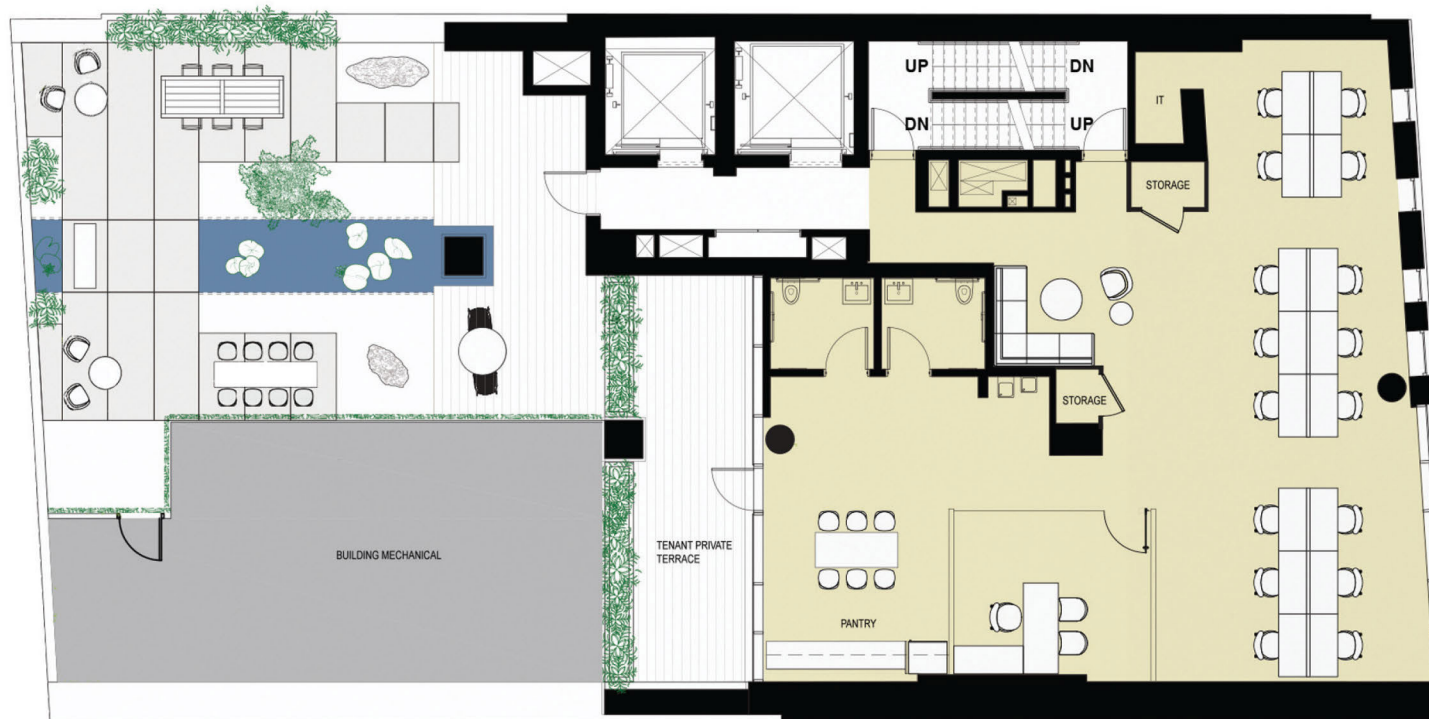 UP
DN
DN
UP
IT
STORAGE
STORAGE
TENANT PRIVATE
TERRACE
BUILDING MECHANICAL
PANTRY